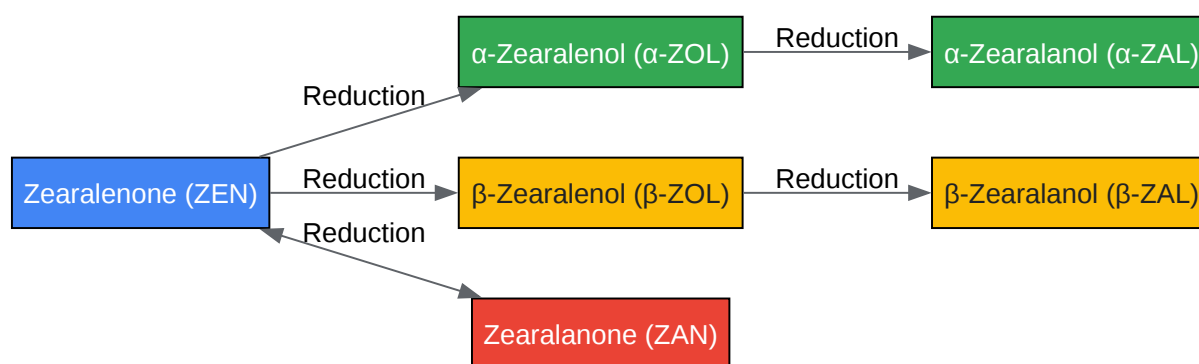 α-Zearalenol (α-ZOL)
Reduction
α-Zearalanol (α-ZAL)
Reduction
Zearalenone (ZEN)
Reduction
β-Zearalenol (β-ZOL)
Reduction
β-Zearalanol (β-ZAL)
Reduction
Zearalanone (ZAN)